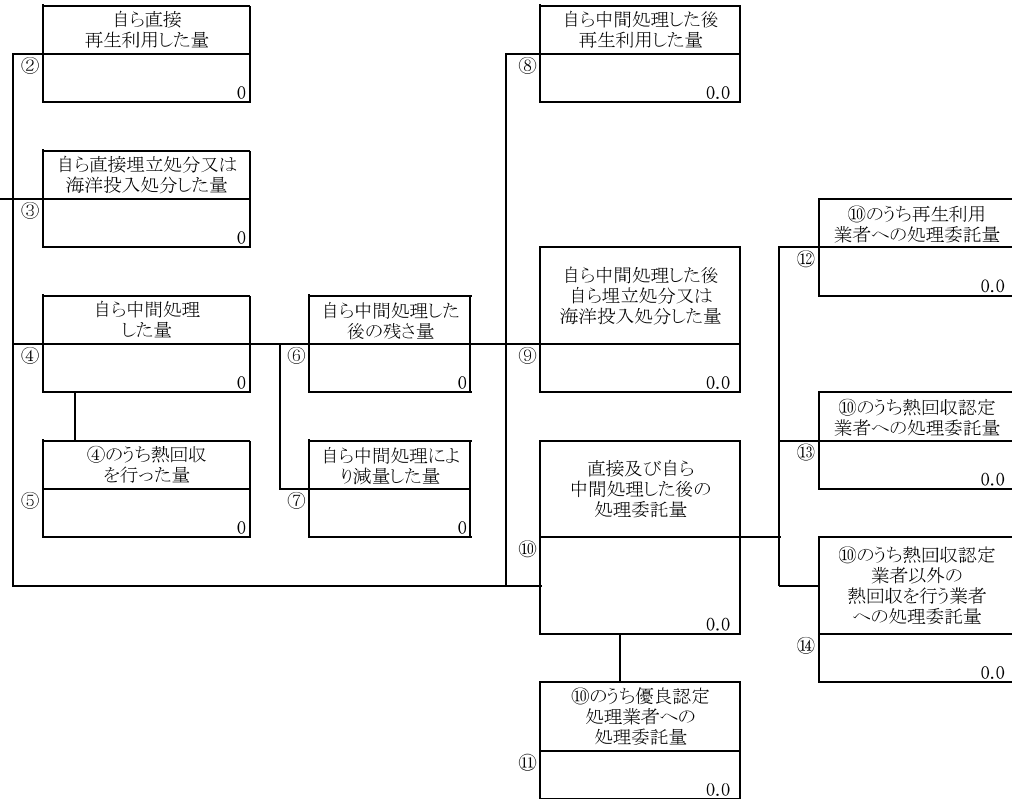 自ら直接
再生利用した量
②
0
自ら直接埋立処分又は
海洋投入処分した量
③
0
自ら中間処理
した量
④
0
④のうち熱回収
を行った量
⑤
0
自ら中間処理した
後の残さ量
⑥
0
自ら中間処理によ
り減量した量
⑦
0
自ら中間処理した後
再生利用した量
⑧
0.0
自ら中間処理した後
自ら埋立処分又は
海洋投入処分した量
⑨
0.0
直接及び自ら
中間処理した後の
処理委託量
⑩
0.0
⑩のうち優良認定
処理業者への
処理委託量
⑪
0.0
⑩のうち再生利用
業者への処理委託量
⑫
0.0
⑩のうち熱回収認定
業者への処理委託量
⑬
0.0
⑩のうち熱回収認定
業者以外の
熱回収を行う業者
への処理委託量
⑭
0.0